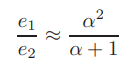 e₁/e₂ ≈ α²/(α + 1)